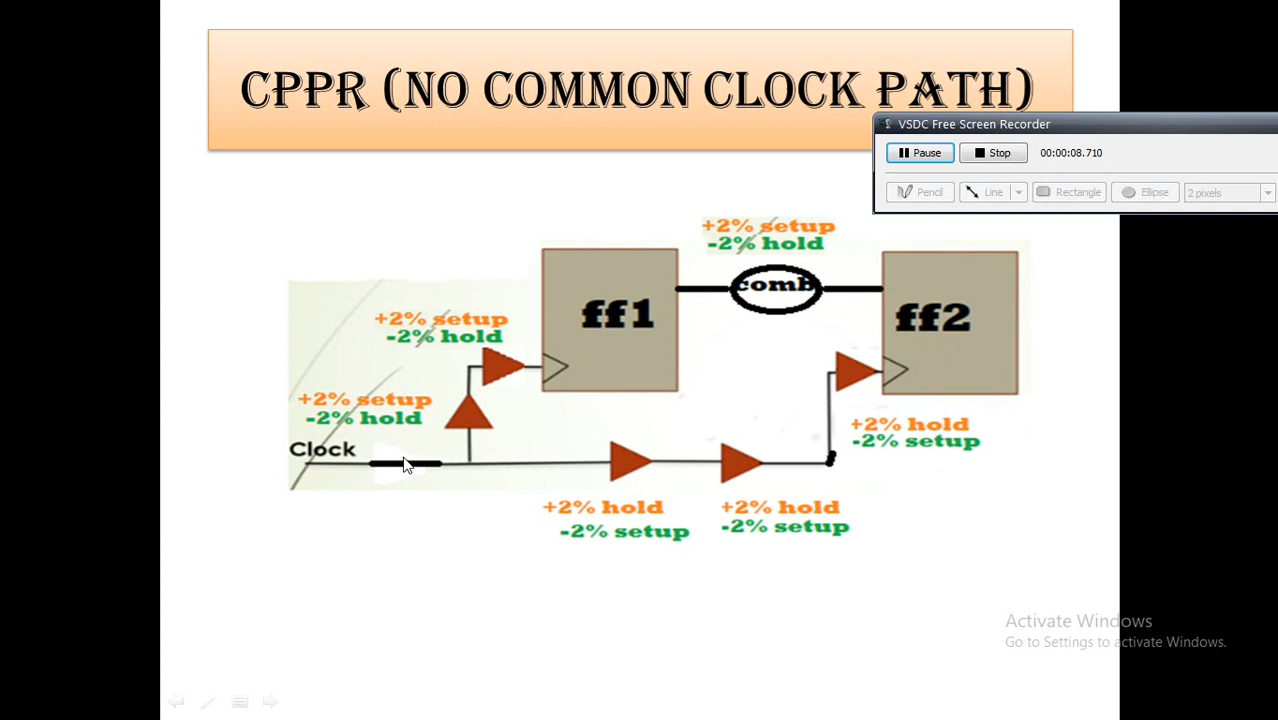 CPPR (NO COMMON CLOCK PATH)
VSDC Free Screen Recorder
Pause
Stop
00:00:08.710
Pencil
Line
Rectangle
Ellipse
2 pixels
+2% setup
-2% hold
comb
ff1
ff2
+2% setup
-2% hold
+2% setup
-2% hold
Clock
+2% hold
-2% setup
+2% hold
-2% setup
+2% hold
-2% setup
Activate Windows
Go to Settings to activate Windows.